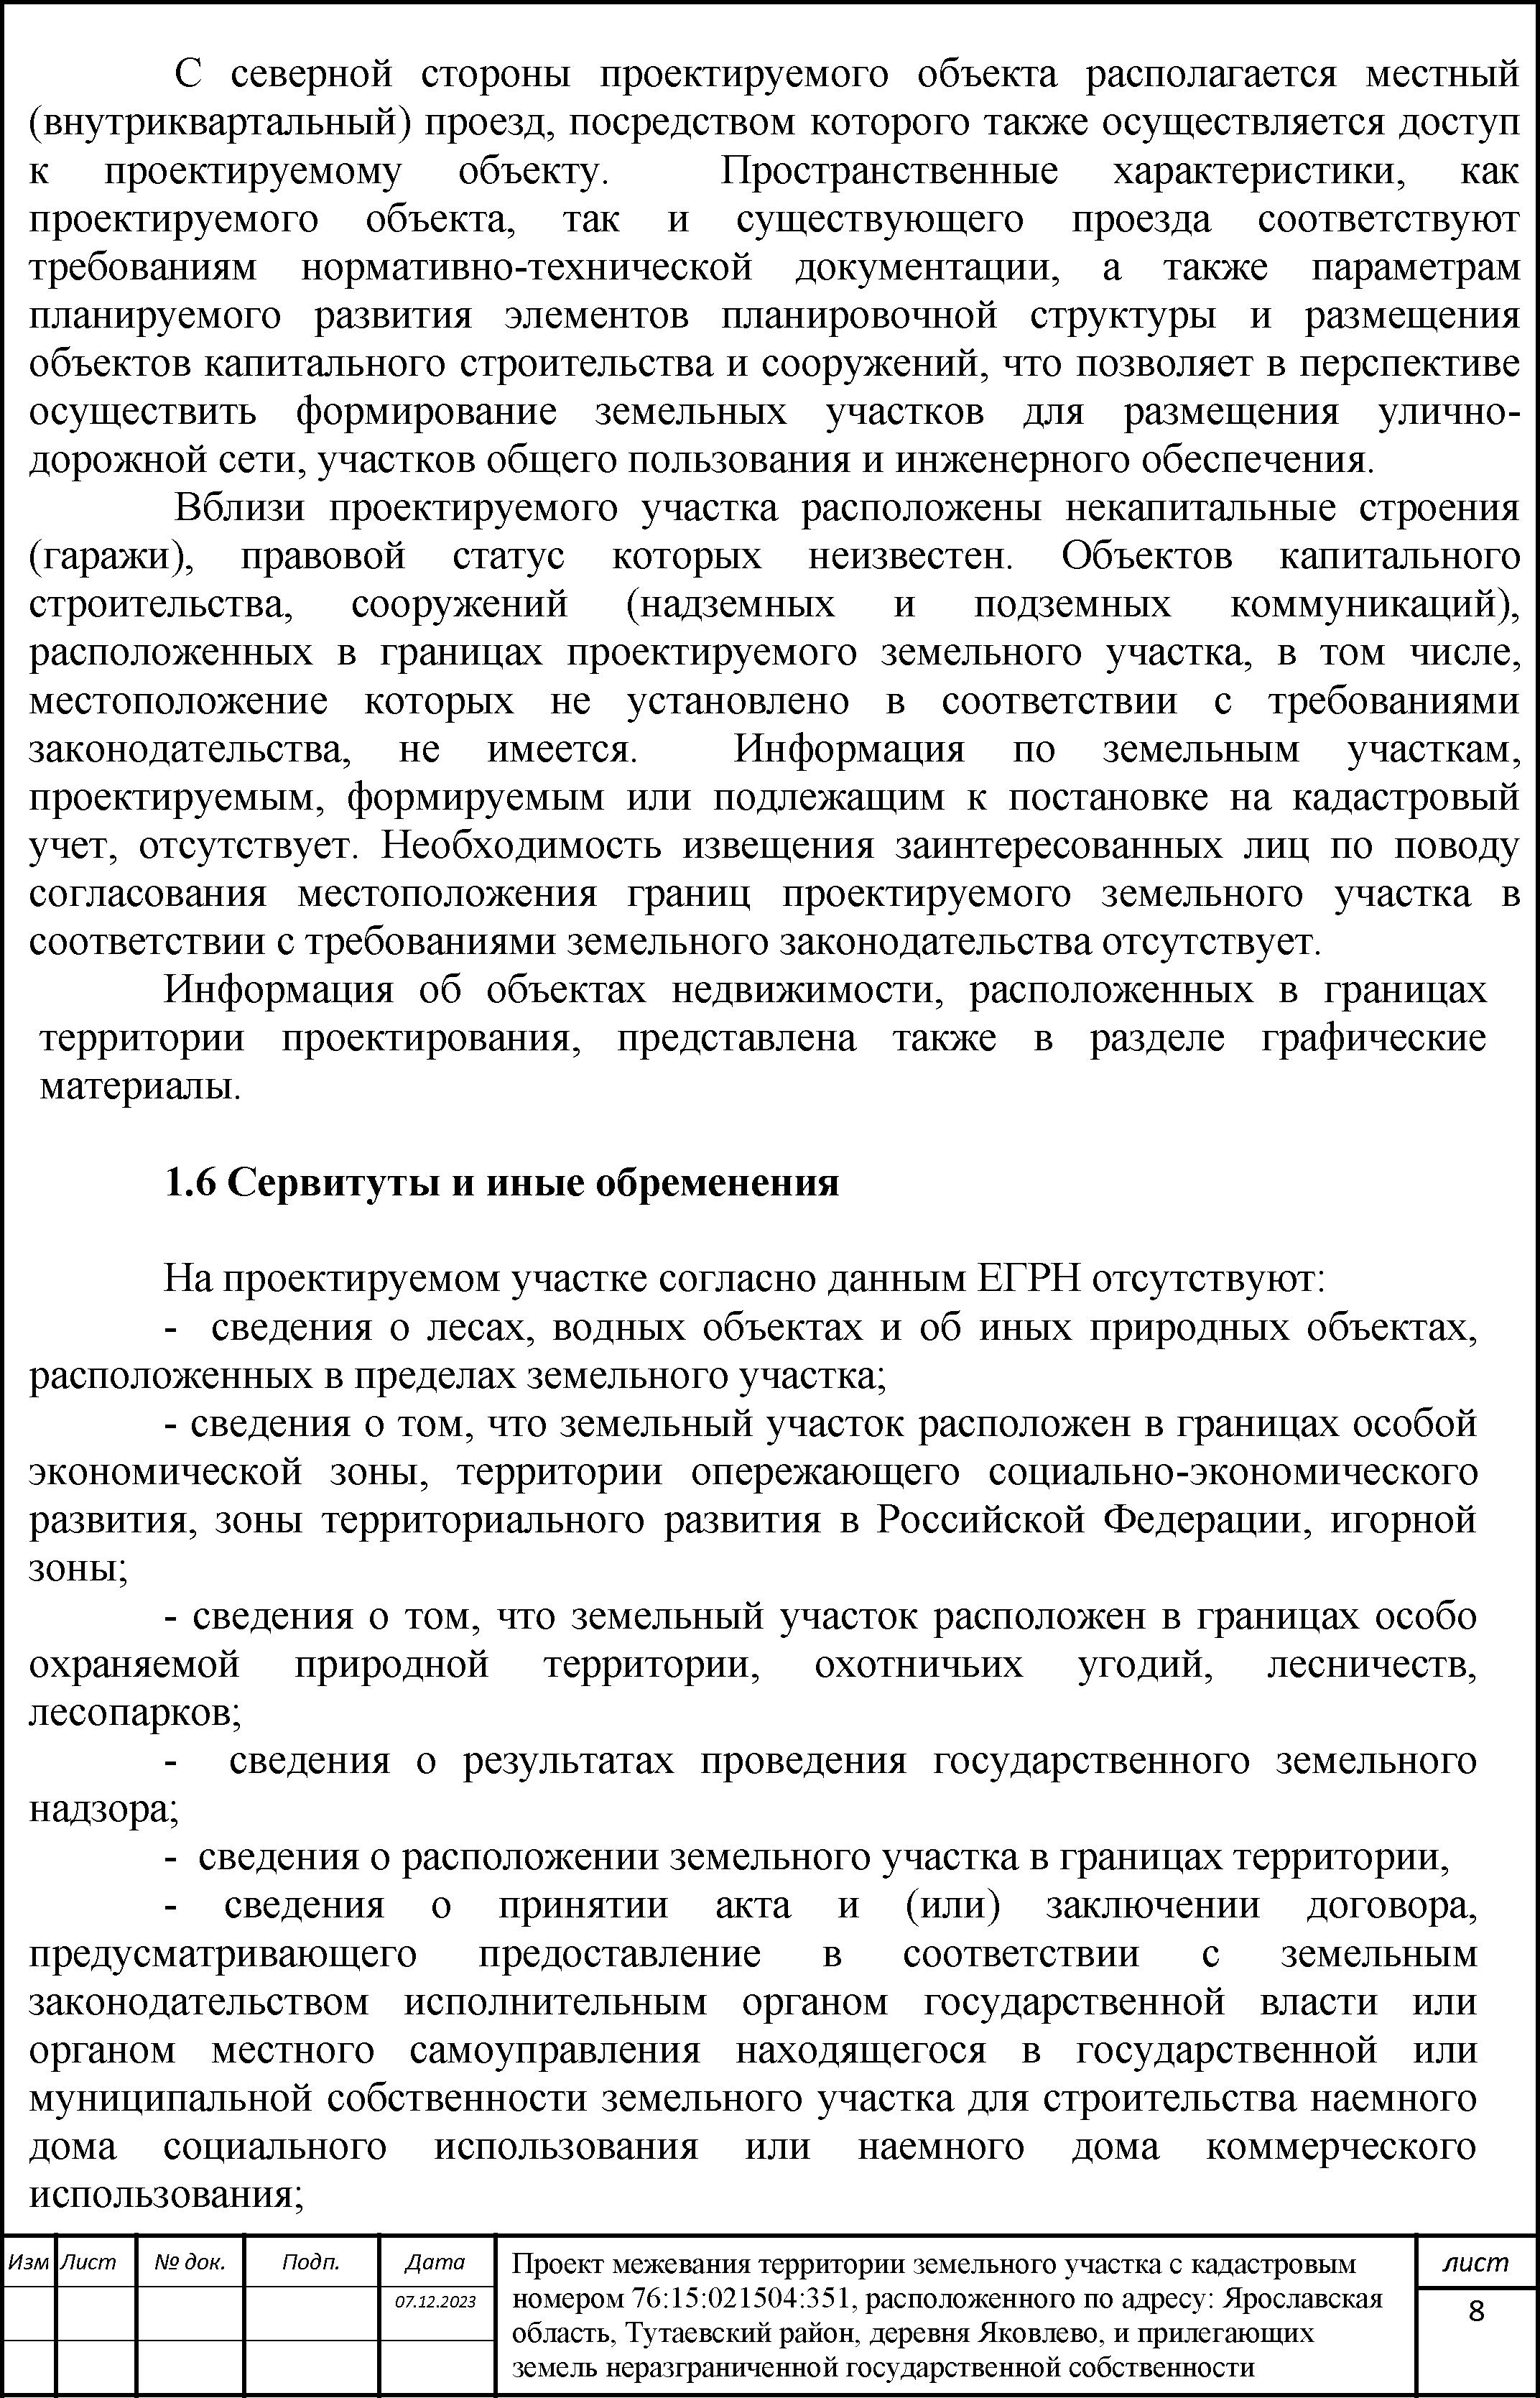 С северной стороны проектируемого объекта располагается местный
(внутриквартальный) проезд, посредством которого также осуществляется доступ
к проектируемому объекту. Пространственные характеристики, как
проектируемого объекта, так и существующего проезда соответствуют
требованиям нормативно-технической документации, а также параметрам
планируемого развития элементов планировочной структуры и размещения
объектов капитального строительства и сооружений, что позволяет в перспективе
осуществить формирование земельных участков для размещения улично-
дорожной сети, участков общего пользования и инженерного обеспечения.
Вблизи проектируемого участка расположены некапитальные строения
(гаражи), правовой статус которых неизвестен. Объектов капитального
строительства, сооружений (надземных и подземных коммуникаций),
расположенных в границах проектируемого земельного участка, в том числе,
местоположение которых не установлено в соответствии с требованиями
законодательства, не имеется. Информация по земельным участкам,
проектируемым, формируемым или подлежащим к постановке на кадастровый
учет, отсутствует. Необходимость извещения заинтересованных лиц по поводу
согласования местоположения границ проектируемого земельного участка в
соответствии с требованиями земельного законодательства отсутствует.
Информация об объектах недвижимости, расположенных в границах
территории проектирования, представлена также в разделе графические
материалы.
1.6 Сервитуты и иные обременения
На проектируемом участке согласно данным ЕГРН отсутствуют:
- сведения о лесах, водных объектах и об иных природных объектах,
расположенных в пределах земельного участка;
- сведения о том, что земельный участок расположен в границах особой
экономической зоны, территории опережающего социально-экономического
развития, зоны территориального развития в Российской Федерации, игорной
зоны;
- сведения о том, что земельный участок расположен в границах особо
охраняемой природной территории, охотничьих угодий, лесничеств,
лесопарков;
- сведения о результатах проведения государственного земельного
надзора;
- сведения о расположении земельного участка в границах территории,
- сведения о принятии акта и (или) заключении договора,
предусматривающего предоставление в соответствии с земельным
законодательством исполнительным органом государственной власти или
органом местного самоуправления находящегося в государственной или
муниципальной собственности земельного участка для строительства наемного
дома социального использования или наемного дома коммерческого
использования;
Изм Лист № док. Подп. Дата
07.12.2023
Проект межевания территории земельного участка с кадастровым
номером 76:15:021504:351, расположенного по адресу: Ярославская
область, Тутаевский район, деревня Яковлево, и прилегающих
земель неразграниченной государственной собственности
лист
8